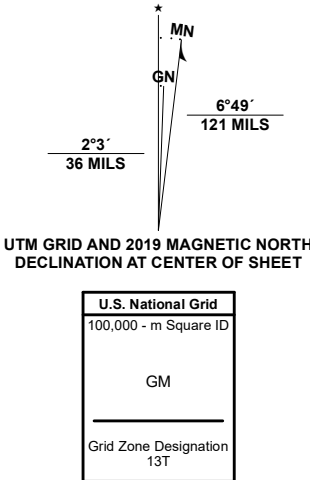 ★
MN
GN
6°49´
121 MILS
2°3´
36 MILS
UTM GRID AND 2019 MAGNETIC NORTH
DECLINATION AT CENTER OF SHEET
U.S. National Grid
100,000 - m Square ID
GM
Grid Zone Designation
13T